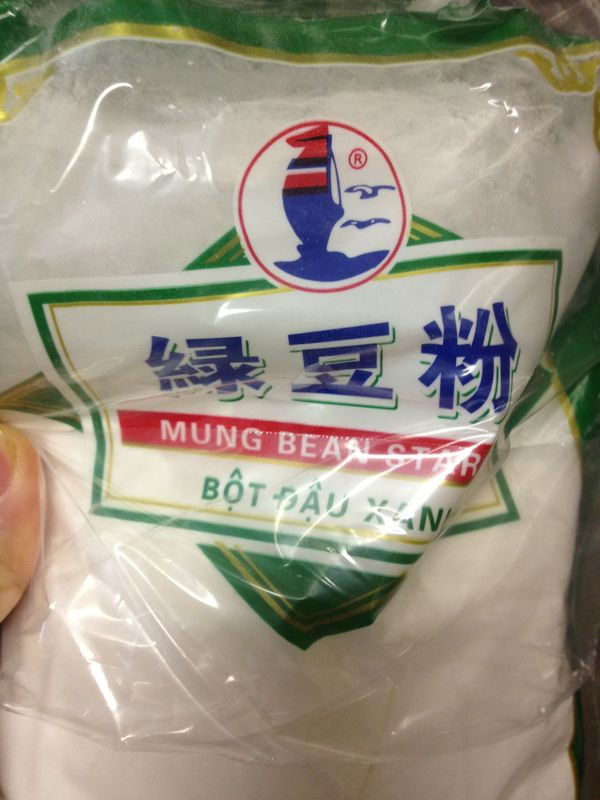 ®
緑豆粉
MUNG BEAN STAR
BỘT ĐẬU XAN